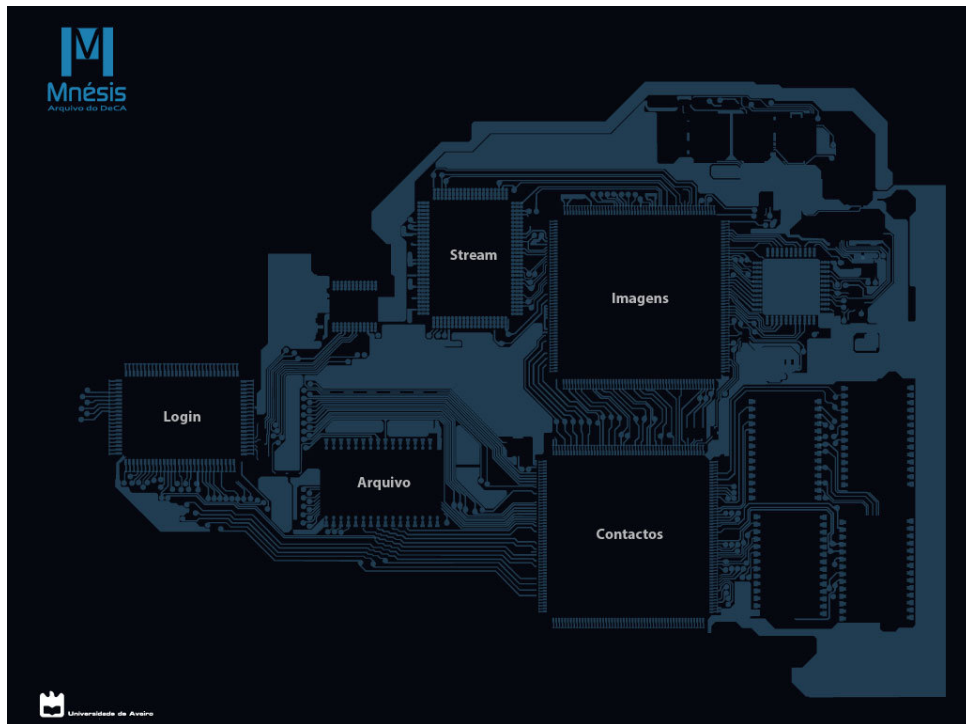 Mnésis
Arquivo do DeCA
Stream
Imagens
Login
Arquivo
Contactos
Universidade de Aveiro